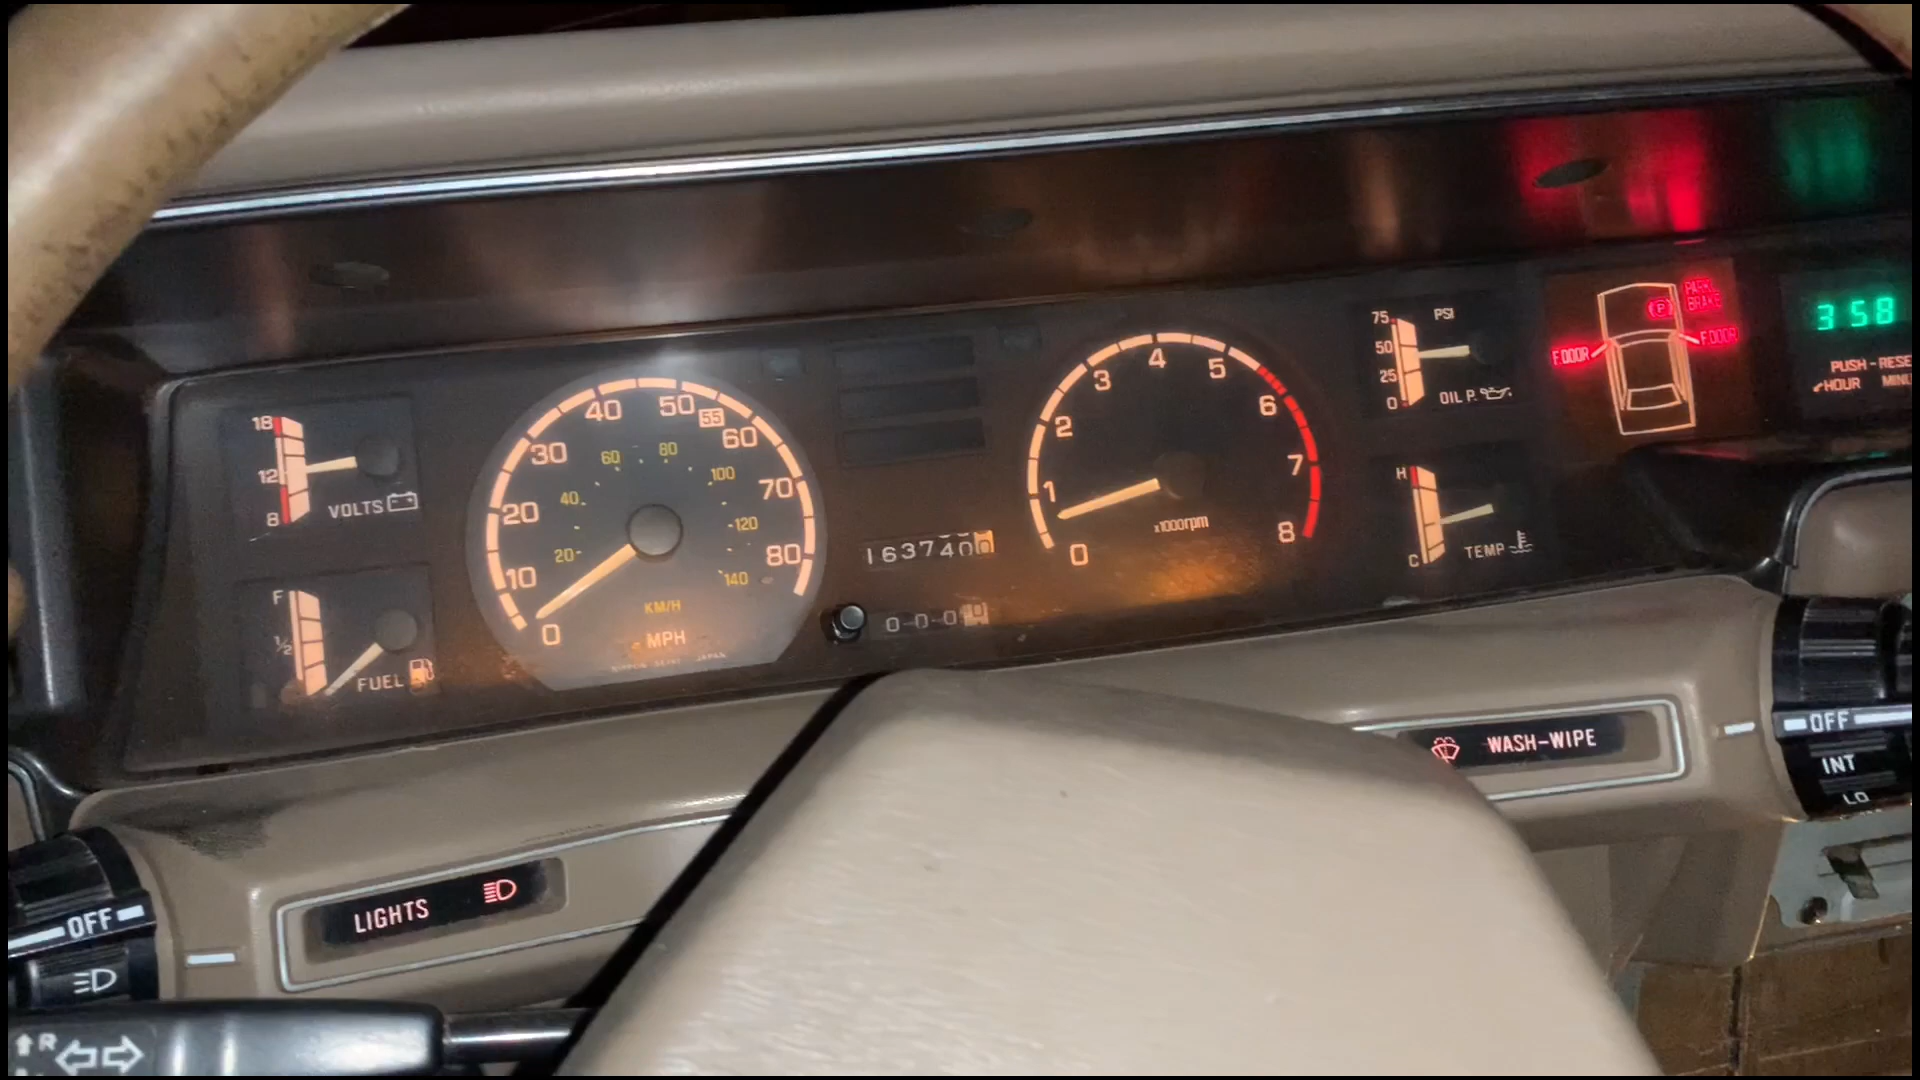 18
12
8
VOLTS
F
1/2
FUEL
0
10
20
30
40
50
55
60
70
80
20
40
60
80
100
120
140
KM/H
MPH
163740
0-0-0
0
1
2
3
4
5
6
7
8
x1000rpm
75
50
25
0
PSI
OIL P.
H
C
TEMP
PARK
BRAKE
P
F.DOOR
F.DOOR
3 58
PUSH-RESE
HOUR MIN
LIGHTS
OFF
WASH-WIPE
OFF
INT
LO
R